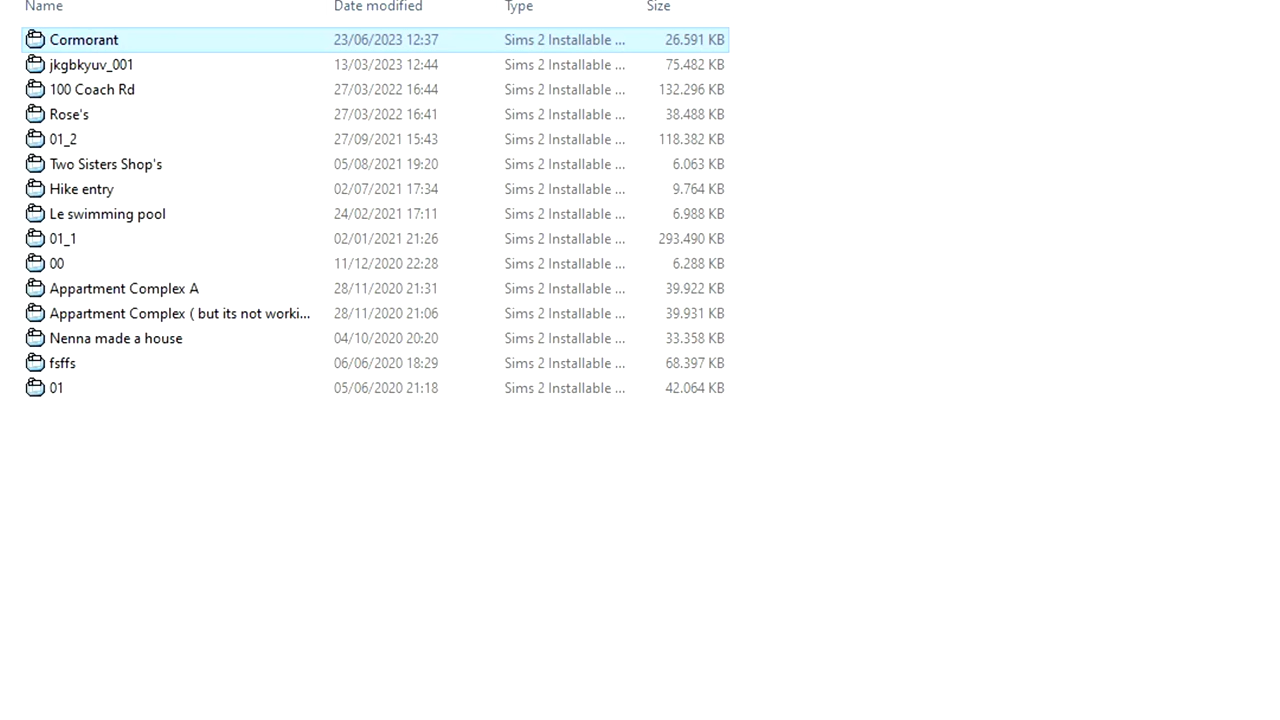 Name Date modified Type Size
Cormorant 23/06/2023 12:37 Sims 2 Installable ... 26.591 KB
jkgbkyuv_001 13/03/2023 12:44 Sims 2 Installable ... 75.482 KB
100 Coach Rd 27/03/2022 16:44 Sims 2 Installable ... 132.296 KB
Rose's 27/03/2022 16:41 Sims 2 Installable ... 38.488 KB
01_2 27/09/2021 15:43 Sims 2 Installable ... 118.382 KB
Two Sisters Shop's 05/08/2021 19:20 Sims 2 Installable ... 6.063 KB
Hike entry 02/07/2021 17:34 Sims 2 Installable ... 9.764 KB
Le swimming pool 24/02/2021 17:11 Sims 2 Installable ... 6.988 KB
01_1 02/01/2021 21:26 Sims 2 Installable ... 293.490 KB
00 11/12/2020 22:28 Sims 2 Installable ... 6.288 KB
Appartment Complex A 28/11/2020 21:31 Sims 2 Installable ... 39.922 KB
Appartment Complex ( but its not worki... 28/11/2020 21:06 Sims 2 Installable ... 39.931 KB
Nenna made a house 04/10/2020 20:20 Sims 2 Installable ... 33.358 KB
fsffs 06/06/2020 18:29 Sims 2 Installable ... 68.397 KB
01 05/06/2020 21:18 Sims 2 Installable ... 42.064 KB